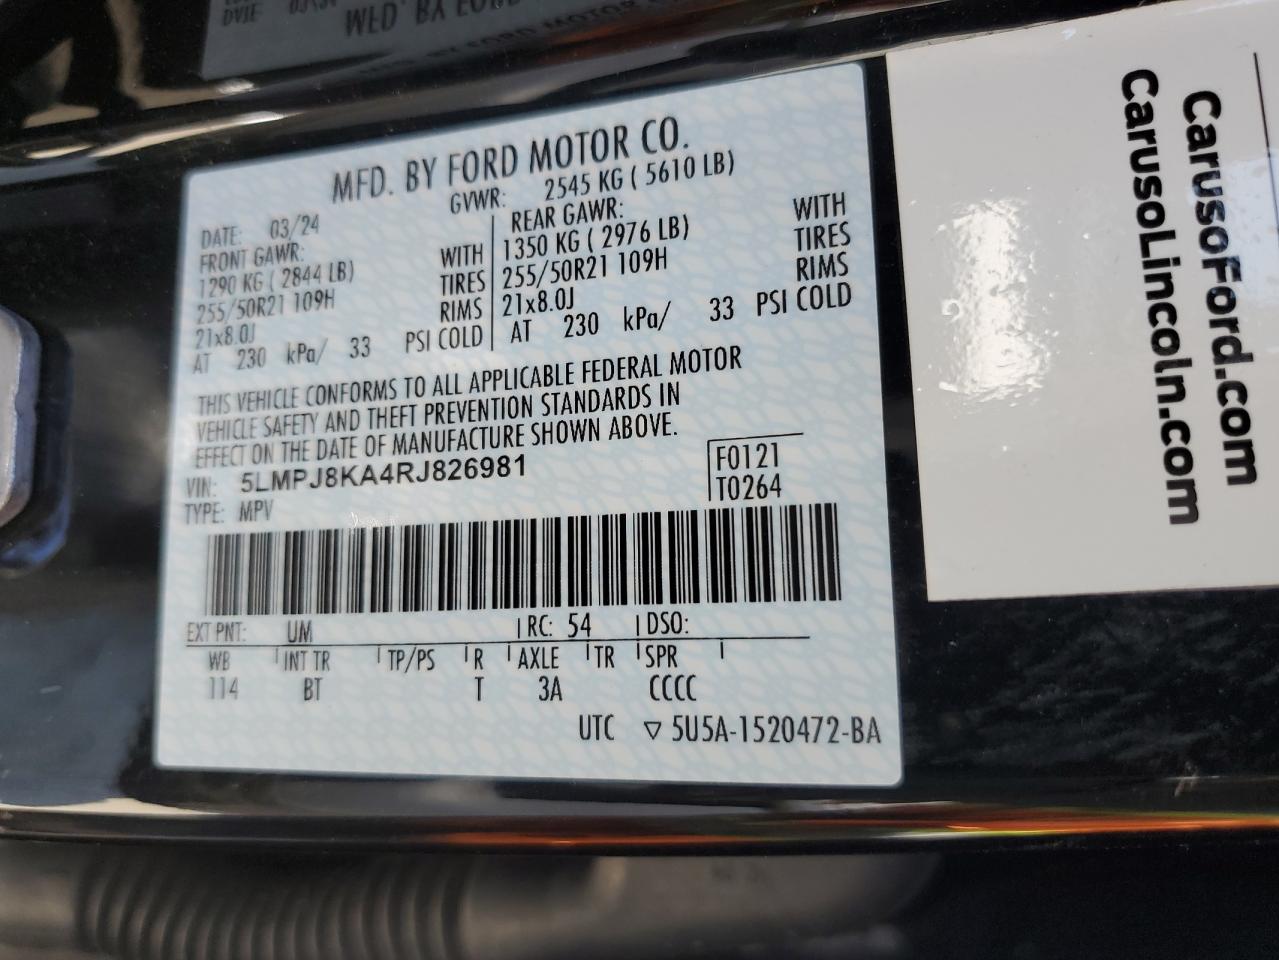 MFD. BY FORD MOTOR CO.
DATE: 03/24 GVWR: 2545 KG ( 5610 LB)
FRONT GAWR:
1290 KG ( 2844 LB) WITH
255/50R21 109H TIRES
21x8.0J RIMS
AT 230 kPa/ 33 PSI COLD
REAR GAWR:
1350 KG ( 2976 LB) WITH
255/50R21 109H TIRES
21x8.0J RIMS
AT 230 kPa/ 33 PSI COLD
THIS VEHICLE CONFORMS TO ALL APPLICABLE FEDERAL MOTOR
VEHICLE SAFETY AND THEFT PREVENTION STANDARDS IN
EFFECT ON THE DATE OF MANUFACTURE SHOWN ABOVE.
VIN: 5LMPJ8KA4RJ826981
TYPE: MPV
F0121
T0264
EXT PNT: UM RC: 54 DSO:
WB INT TR TP/PS R AXLE TR SPR
114 BT T 3A CCCC
UTC ▽ 5U5A-1520472-BA
CarusoFord.com
CarusoLincoln.com